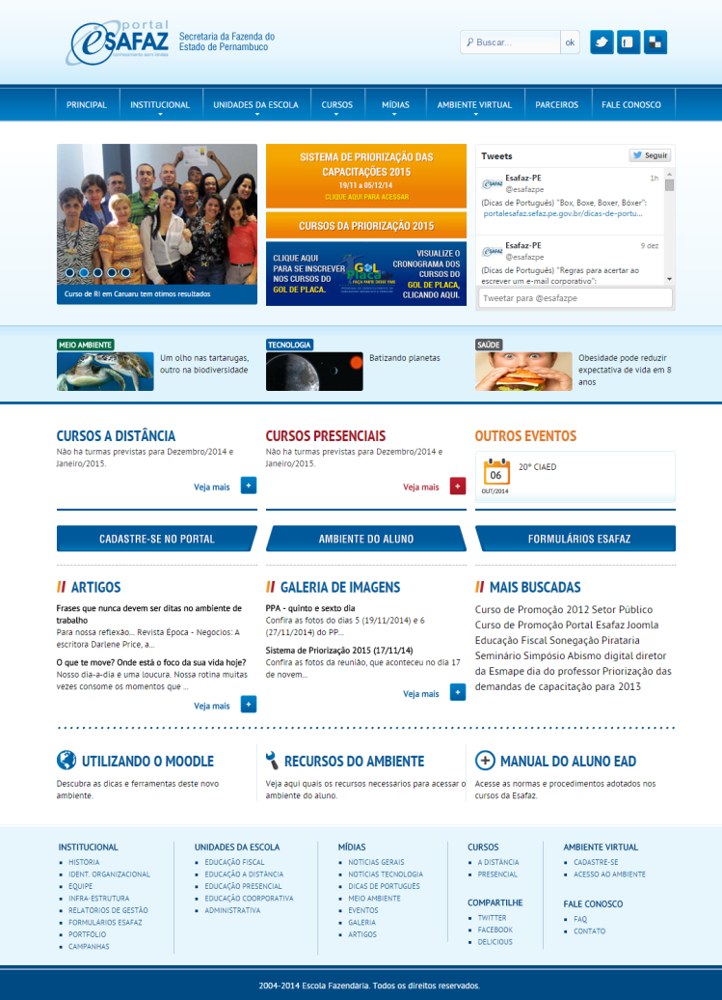 portal
eSAFAZ
conhecimento sem limites
Secretaria da Fazenda do
Estado de Pernambuco
Buscar...
ok
PRINCIPAL
INSTITUCIONAL
UNIDADES DA ESCOLA
CURSOS
MÍDIAS
AMBIENTE VIRTUAL
PARCEIROS
FALE CONOSCO
Curso de RI em Caruaru tem ótimos resultados
SISTEMA DE PRIORIZAÇÃO DAS
CAPACITAÇÕES 2015
19/11 a 05/12/14
CLIQUE AQUI PARA ACESSAR
CURSOS DA PRIORIZAÇÃO 2015
CLIQUE AQUI
PARA SE INSCREVER
NOS CURSOS DO
GOL DE PLACA.
GOL
Placa
FAÇA PARTE DESSE TIME
VISUALIZE O
CRONOGRAMA DOS
CURSOS DO
GOL DE PLACA,
CLICANDO AQUI.
Tweets
Seguir
Esafaz-PE
1h
@esafazpe
(Dicas de Português) "Box, Boxe, Boxer, Bóxer":
portalesafaz.sefaz.pe.gov.br/dicas-de-portu...
Esafaz-PE
9 dez
@esafazpe
(Dicas de Português) "Regras para acertar ao
escrever um e-mail corporativo":
Tweetar para @esafazpe
MEIO AMBIENTE
Um olho nas tartarugas,
outro na biodiversidade
TECNOLOGIA
Batizando planetas
SAÚDE
Obesidade pode reduzir
expectativa de vida em 8
anos
CURSOS A DISTÂNCIA
Não há turmas previstas para Dezembro/2014 e
Janeiro/2015.
Veja mais +
CURSOS PRESENCIAIS
Não há turmas previstas para Dezembro/2014 e
Janeiro/2015.
Veja mais +
OUTROS EVENTOS
06
OUT/2014
20º CIAED
CADASTRE-SE NO PORTAL
AMBIENTE DO ALUNO
FORMULÁRIOS ESAFAZ
// ARTIGOS
Frases que nunca devem ser ditas no ambiente de
trabalho
Para nossa reflexão... Revista Época - Negócios: A
escritora Darlene Price, a...
O que te move? Onde está o foco da sua vida hoje?
Nosso dia-a-dia é uma loucura. Nossa rotina muitas
vezes consome os momentos que ...
Veja mais +
// GALERIA DE IMAGENS
PPA - quinto e sexto dia
Confira as fotos do dias 5 (19/11/2014) e 6
(27/11/2014) do PP...
Sistema de Priorização 2015 (17/11/14)
Confira as fotos da reunião, que aconteceu no dia 17
de novem...
Veja mais +
// MAIS BUSCADAS
Curso de Promoção 2012 Setor Público
Curso de Promoção Portal Esafaz Joomla
Educação Fiscal Sonegação Pirataria
Seminário Simpósio Abismo digital diretor
da Esmape dia do professor Priorização das
demandas de capacitação para 2013
UTILIZANDO O MOODLE
Descubra as dicas e ferramentas deste novo
ambiente.
RECURSOS DO AMBIENTE
Veja aqui quais os recursos necessários para acessar o
ambiente do aluno.
MANUAL DO ALUNO EAD
Acesse as normas e procedimentos adotados nos
cursos da Esafaz.
INSTITUCIONAL
HISTÓRIA
IDENT. ORGANIZACIONAL
EQUIPE
INFRA-ESTRUTURA
RELATÓRIOS DE GESTÃO
FORMULÁRIOS ESAFAZ
PORTFÓLIO
CAMPANHAS
UNIDADES DA ESCOLA
EDUCAÇÃO FISCAL
EDUCAÇÃO A DISTÂNCIA
EDUCAÇÃO PRESENCIAL
EDUCAÇÃO COORPORATIVA
ADMINISTRATIVA
MÍDIAS
NOTICIAS GERAIS
NOTÍCIAS TECNOLOGIA
DICAS DE PORTUGUÊS
MEIO AMBIENTE
EVENTOS
GALERIA
ARTIGOS
CURSOS
A DISTÂNCIA
PRESENCIAL
COMPARTILHE
TWITTER
FACEBOOK
DELICIOUS
AMBIENTE VIRTUAL
CADASTRE-SE
ACESSO AO AMBIENTE
FALE CONOSCO
FAQ
CONTATO
2004-2014 Escola Fazendária. Todos os direitos reservados.